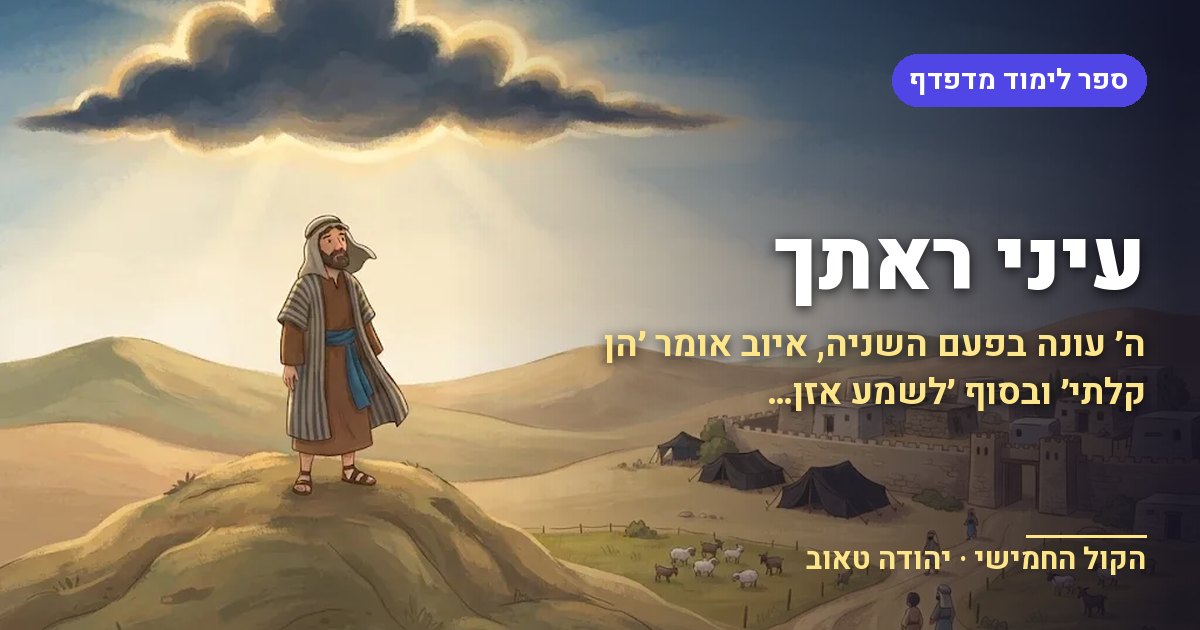 ספר לימוד מדפדף
עיני ראתך
ה׳ עונה בפעם השניה, איוב אומר ׳הן
קלתי׳ ובסוף ׳לשמע אזן...
הקול החמישי · יהודה טאוב